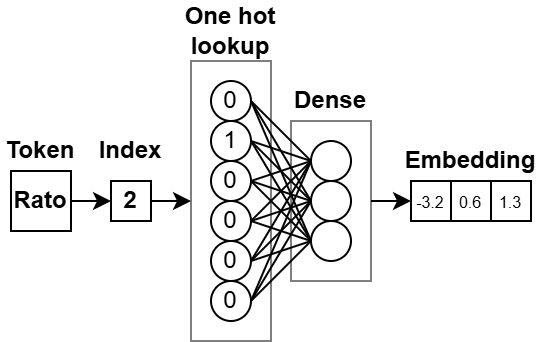 One hot
lookup
Dense
Token
Index
Embedding
Rato
2
0
1
0
0
0
0
-3.2 0.6 1.3